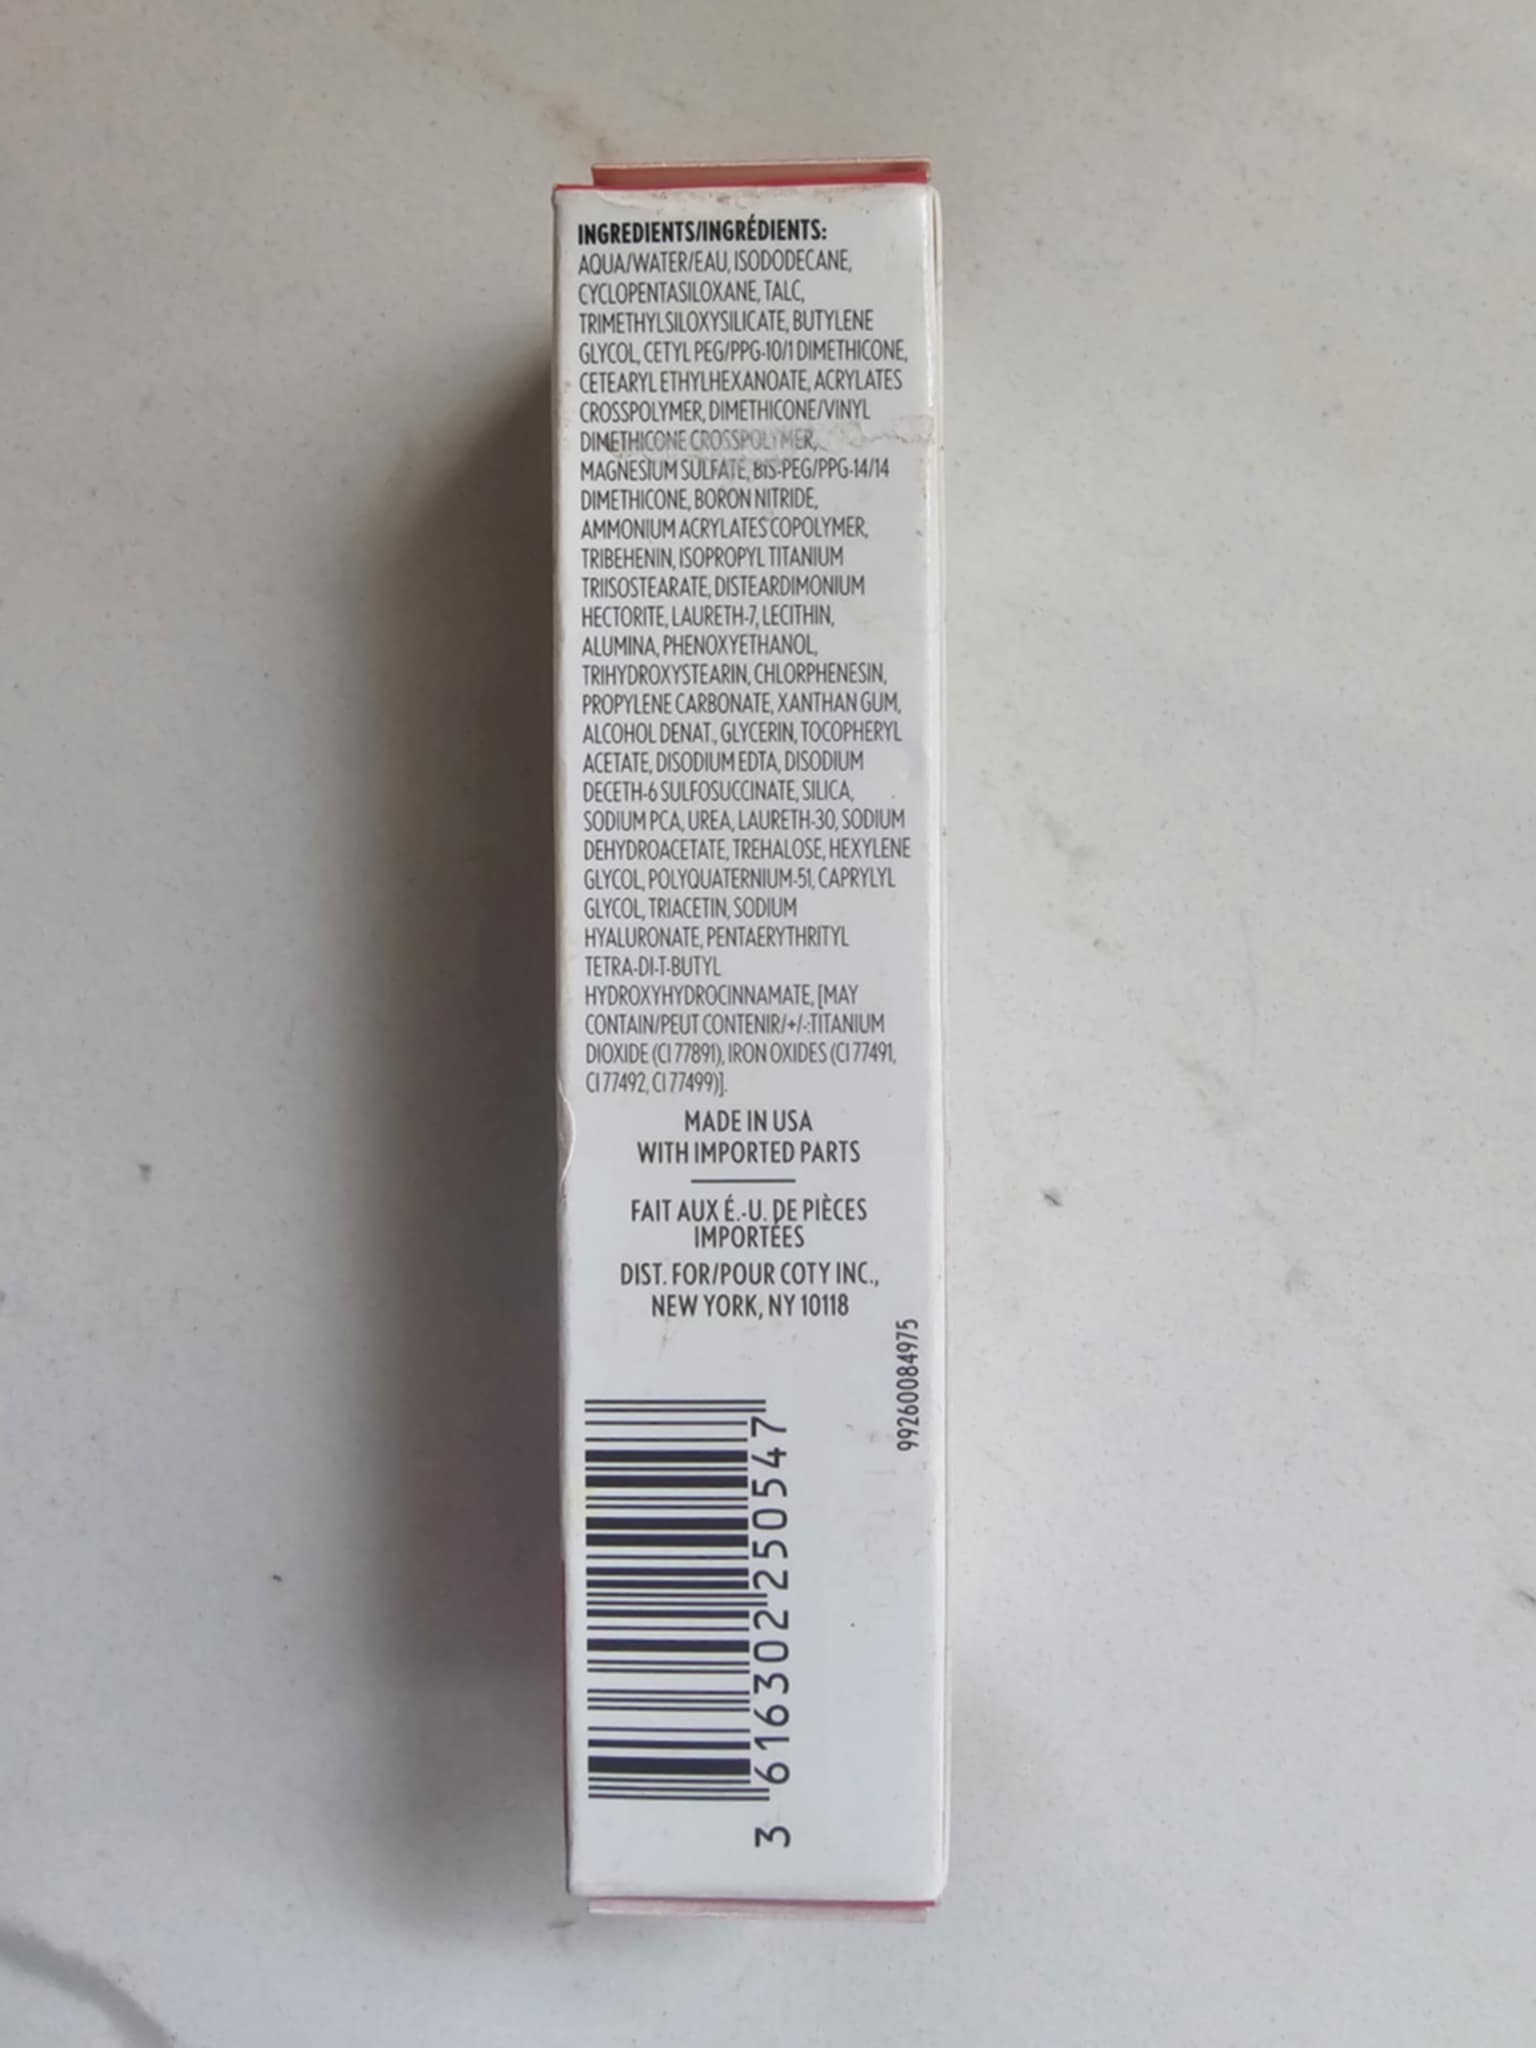 INGREDIENTS/INGRÉDIENTS:
AQUA/WATER/EAU, ISODODECANE,
CYCLOPENTASILOXANE, TALC,
TRIMETHYLSILOXYSILICATE, BUTYLENE
GLYCOL, CETYL PEG/PPG-10/1 DIMETHICONE,
CETEARYL ETHYLHEXANOATE, ACRYLATES
CROSSPOLYMER, DIMETHICONE/VINYL
DIMETHICONE CROSSPOLYMER,
MAGNESIUM SULFATE, BIS-PEG/PPG-14/14
DIMETHICONE, BORON NITRIDE,
AMMONIUM ACRYLATES COPOLYMER,
TRIBEHENIN, ISOPROPYL TITANIUM
TRIISOSTEARATE, DISTEARDIMONIUM
HECTORITE, LAURETH-7, LECITHIN,
ALUMINA, PHENOXYETHANOL,
TRIHYDROXYSTEARIN, CHLORPHENESIN,
PROPYLENE CARBONATE, XANTHAN GUM,
ALCOHOL DENAT., GLYCERIN, TOCOPHERYL
ACETATE, DISODIUM EDTA, DISODIUM
DECETH-6 SULFOSUCCINATE, SILICA,
SODIUM PCA, UREA, LAURETH-30, SODIUM
DEHYDROACETATE, TREHALOSE, HEXYLENE
GLYCOL, POLYQUATERNIUM-51, CAPRYLYL
GLYCOL, TRIACETIN, SODIUM
HYALURONATE, PENTAERYTHRITYL
TETRA-DI-T-BUTYL
HYDROXYHYDROCINNAMATE, [MAY
CONTAIN/PEUT CONTENIR/+/-:TITANIUM
DIOXIDE (CI 77891), IRON OXIDES (CI 77491,
CI 77492, CI 77499)].
MADE IN USA
WITH IMPORTED PARTS
FAIT AUX É.-U. DE PIÈCES
IMPORTÉES
DIST. FOR/POUR COTY INC.,
NEW YORK, NY 10118
99260084975
3 616302 250547